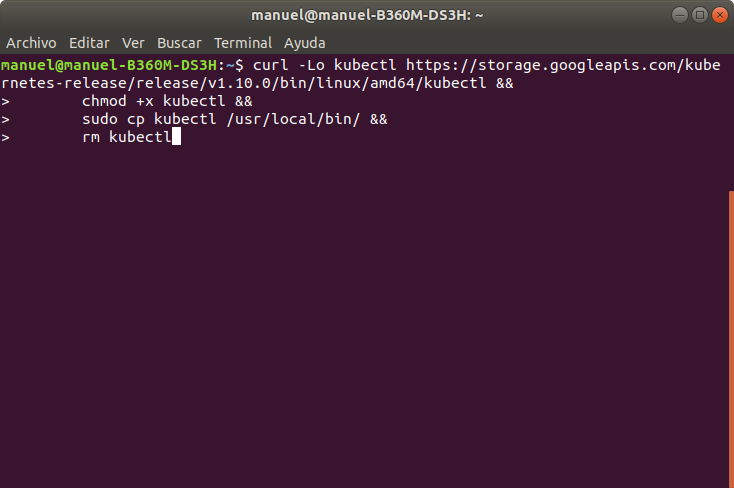 manuel@manuel-B360M-DS3H: ~
Archivo Editar Ver Buscar Terminal Ayuda
manuel@manuel-B360M-DS3H:~$ curl -Lo kubectl https://storage.googleapis.com/kube
rnetes-release/release/v1.10.0/bin/linux/amd64/kubectl &&
>        chmod +x kubectl &&
>        sudo cp kubectl /usr/local/bin/ &&
>        rm kubectl